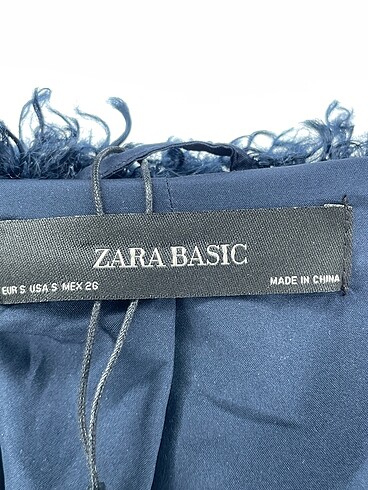 ZARA BASIC
EUR S USA S MEX 26
MADE IN CHINA